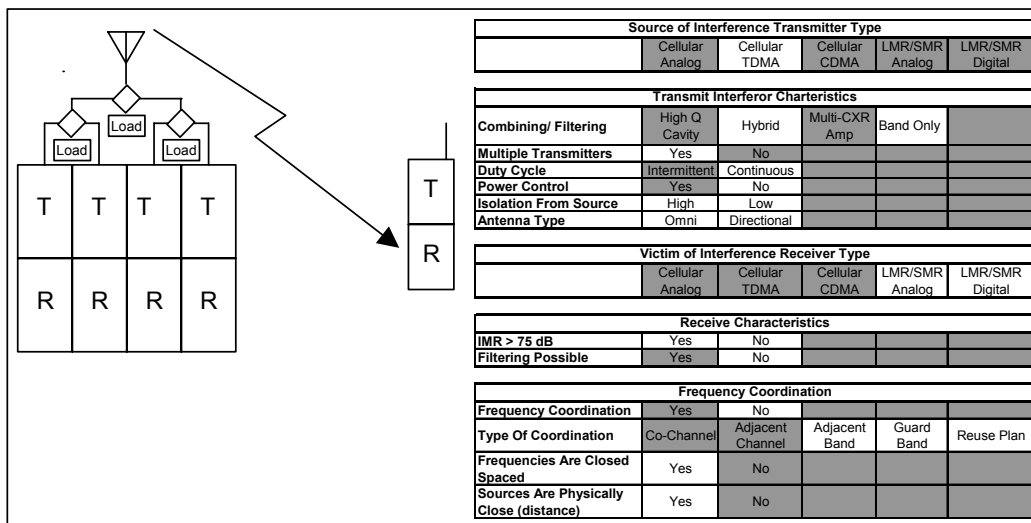 Load
Load
Load
T T T T
R R R R
T
R
Source of Interference Transmitter Type
Cellular Analog Cellular TDMA Cellular CDMA LMR/SMR Analog LMR/SMR Digital
Transmit Interferor Charteristics
Combining/ Filtering High Q Cavity Hybrid Multi-CXR Amp Band Only
Multiple Transmitters Yes No
Duty Cycle Intermittent Continuous
Power Control Yes No
Isolation From Source High Low
Antenna Type Omni Directional
Victim of Interference Receiver Type
Cellular Analog Cellular TDMA Cellular CDMA LMR/SMR Analog LMR/SMR Digital
Receive Characteristics
IMR > 75 dB Yes No
Filtering Possible Yes No
Frequency Coordination
Frequency Coordination Yes No
Type Of Coordination Co-Channel Adjacent Channel Adjacent Band Guard Band Reuse Plan
Frequencies Are Closed Spaced Yes No
Sources Are Physically Close (distance) Yes No